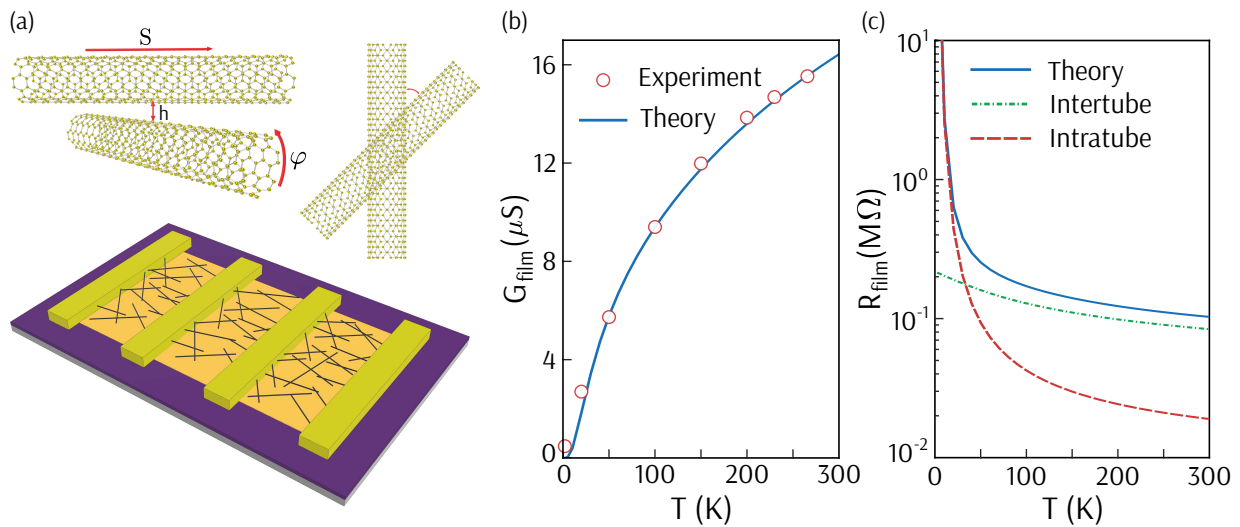 (a)
S
h
φ
(b)
G_film (μS)
16
12
8
4
0
Experiment
Theory
0
100
200
300
T (K)
(c)
R_film (MΩ)
10^1
10^0
10^-1
10^-2
Theory
Intertube
Intratube
0
100
200
300
T (K)